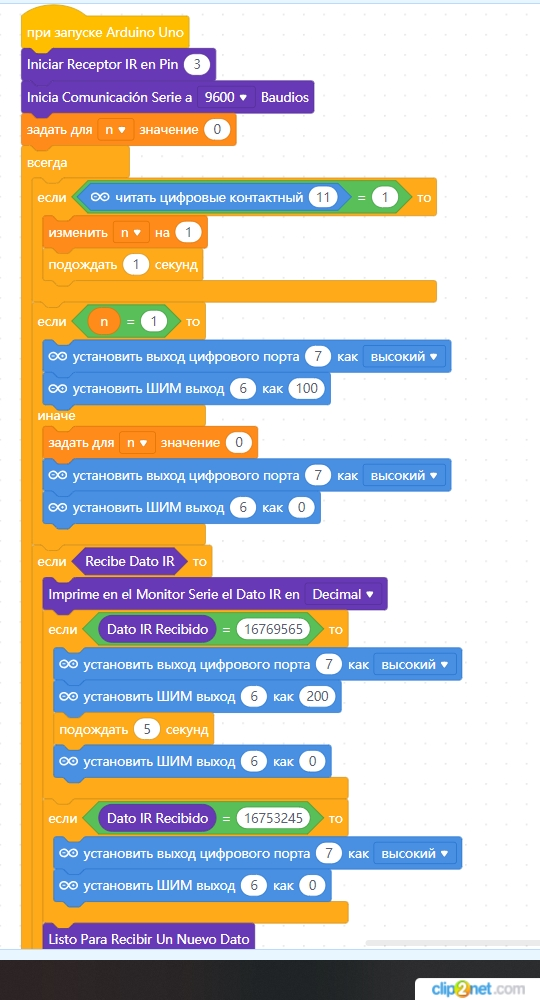 при запуске Arduino Uno
Iniciar Receptor IR en Pin 3
Inicia Comunicación Serie a 9600 Baudios
задать для n значение 0
всегда
если читать цифровые контактный 11 = 1 то
изменить n на 1
подождать 1 секунд
если n = 1 то
установить выход цифрового порта 7 как высокий
установить ШИМ выход 6 как 100
иначе
задать для n значение 0
установить выход цифрового порта 7 как высокий
установить ШИМ выход 6 как 0
если Recibe Dato IR то
Imprime en el Monitor Serie el Dato IR en Decimal
если Dato IR Recibido = 16769565 то
установить выход цифрового порта 7 как высокий
установить ШИМ выход 6 как 200
подождать 5 секунд
установить ШИМ выход 6 как 0
если Dato IR Recibido = 16753245 то
установить выход цифрового порта 7 как высокий
установить ШИМ выход 6 как 0
Listo Para Recibir Un Nuevo Dato
clip2net.com